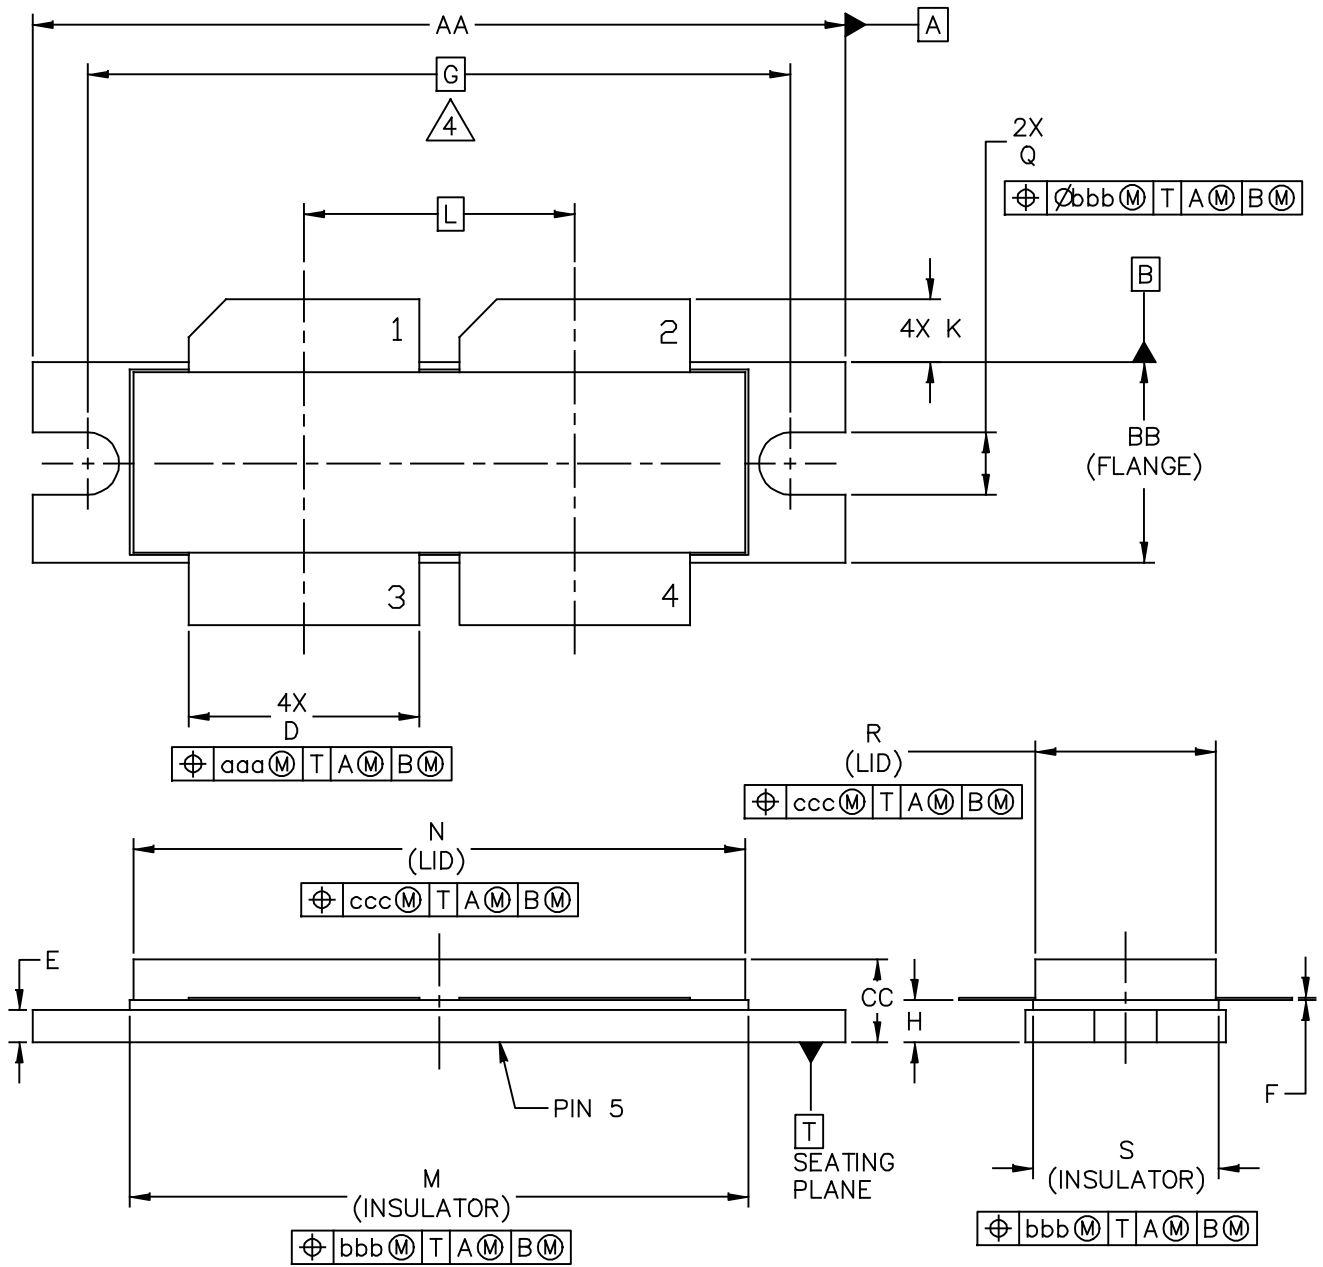 AA
A
G
4
2X
Q
⌖ Øbbb Ⓜ T A Ⓜ B Ⓜ
L
B
1
2
4X K
BB
(FLANGE)
3
4
4X
D
⌖ aaa Ⓜ T A Ⓜ B Ⓜ
R
(LID)
⌖ ccc Ⓜ T A Ⓜ B Ⓜ
N
(LID)
⌖ ccc Ⓜ T A Ⓜ B Ⓜ
E
CC
H
F
PIN 5
T
SEATING
PLANE
M
(INSULATOR)
⌖ bbb Ⓜ T A Ⓜ B Ⓜ
S
(INSULATOR)
⌖ bbb Ⓜ T A Ⓜ B Ⓜ